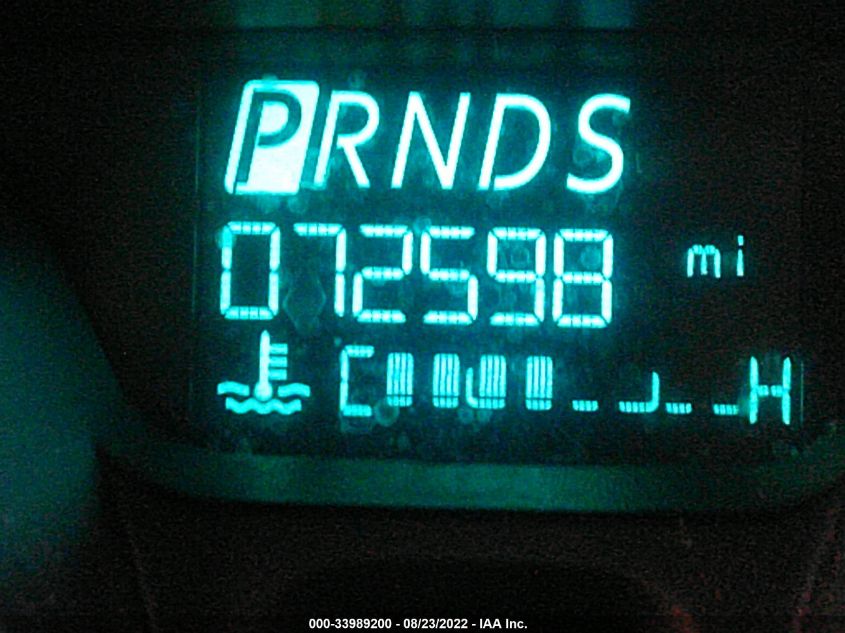 PRNDS
072598 mi
C H
000-33989200 - 08/23/2022 - IAA Inc.